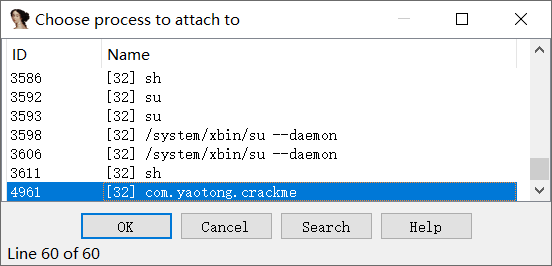 Choose process to attach to
ID Name
3586 [32] sh
3592 [32] su
3593 [32] su
3598 [32] /system/xbin/su --daemon
3606 [32] /system/xbin/su --daemon
3611 [32] sh
4961 [32] com.yaotong.crackme
OK Cancel Search Help
Line 60 of 60